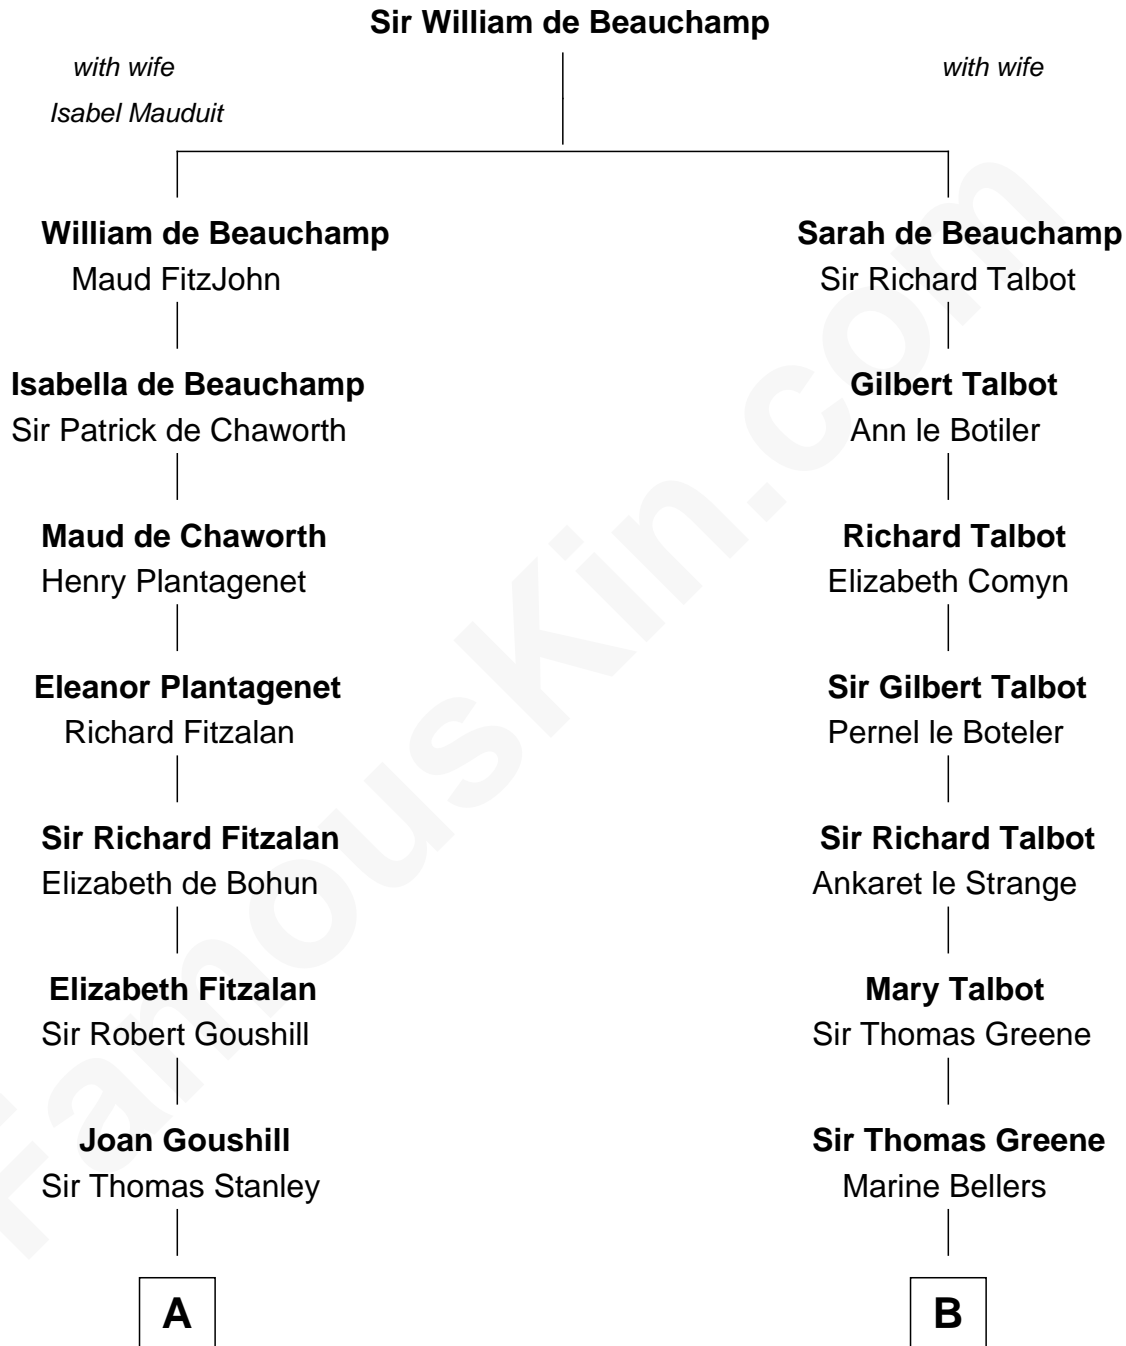 Sir William de Beauchamp
with wife
Isabel Mauduit
with wife
William de Beauchamp
Maud FitzJohn
Sarah de Beauchamp
Sir Richard Talbot
Isabella de Beauchamp
Sir Patrick de Chaworth
Gilbert Talbot
Ann le Botiler
Maud de Chaworth
Henry Plantagenet
Richard Talbot
Elizabeth Comyn
Eleanor Plantagenet
Richard Fitzalan
Sir Gilbert Talbot
Pernel le Boteler
Sir Richard Fitzalan
Elizabeth de Bohun
Sir Richard Talbot
Ankaret le Strange
Elizabeth Fitzalan
Sir Robert Goushill
Mary Talbot
Sir Thomas Greene
Joan Goushill
Sir Thomas Stanley
Sir Thomas Greene
Marine Bellers
A
B
FamousKin.com